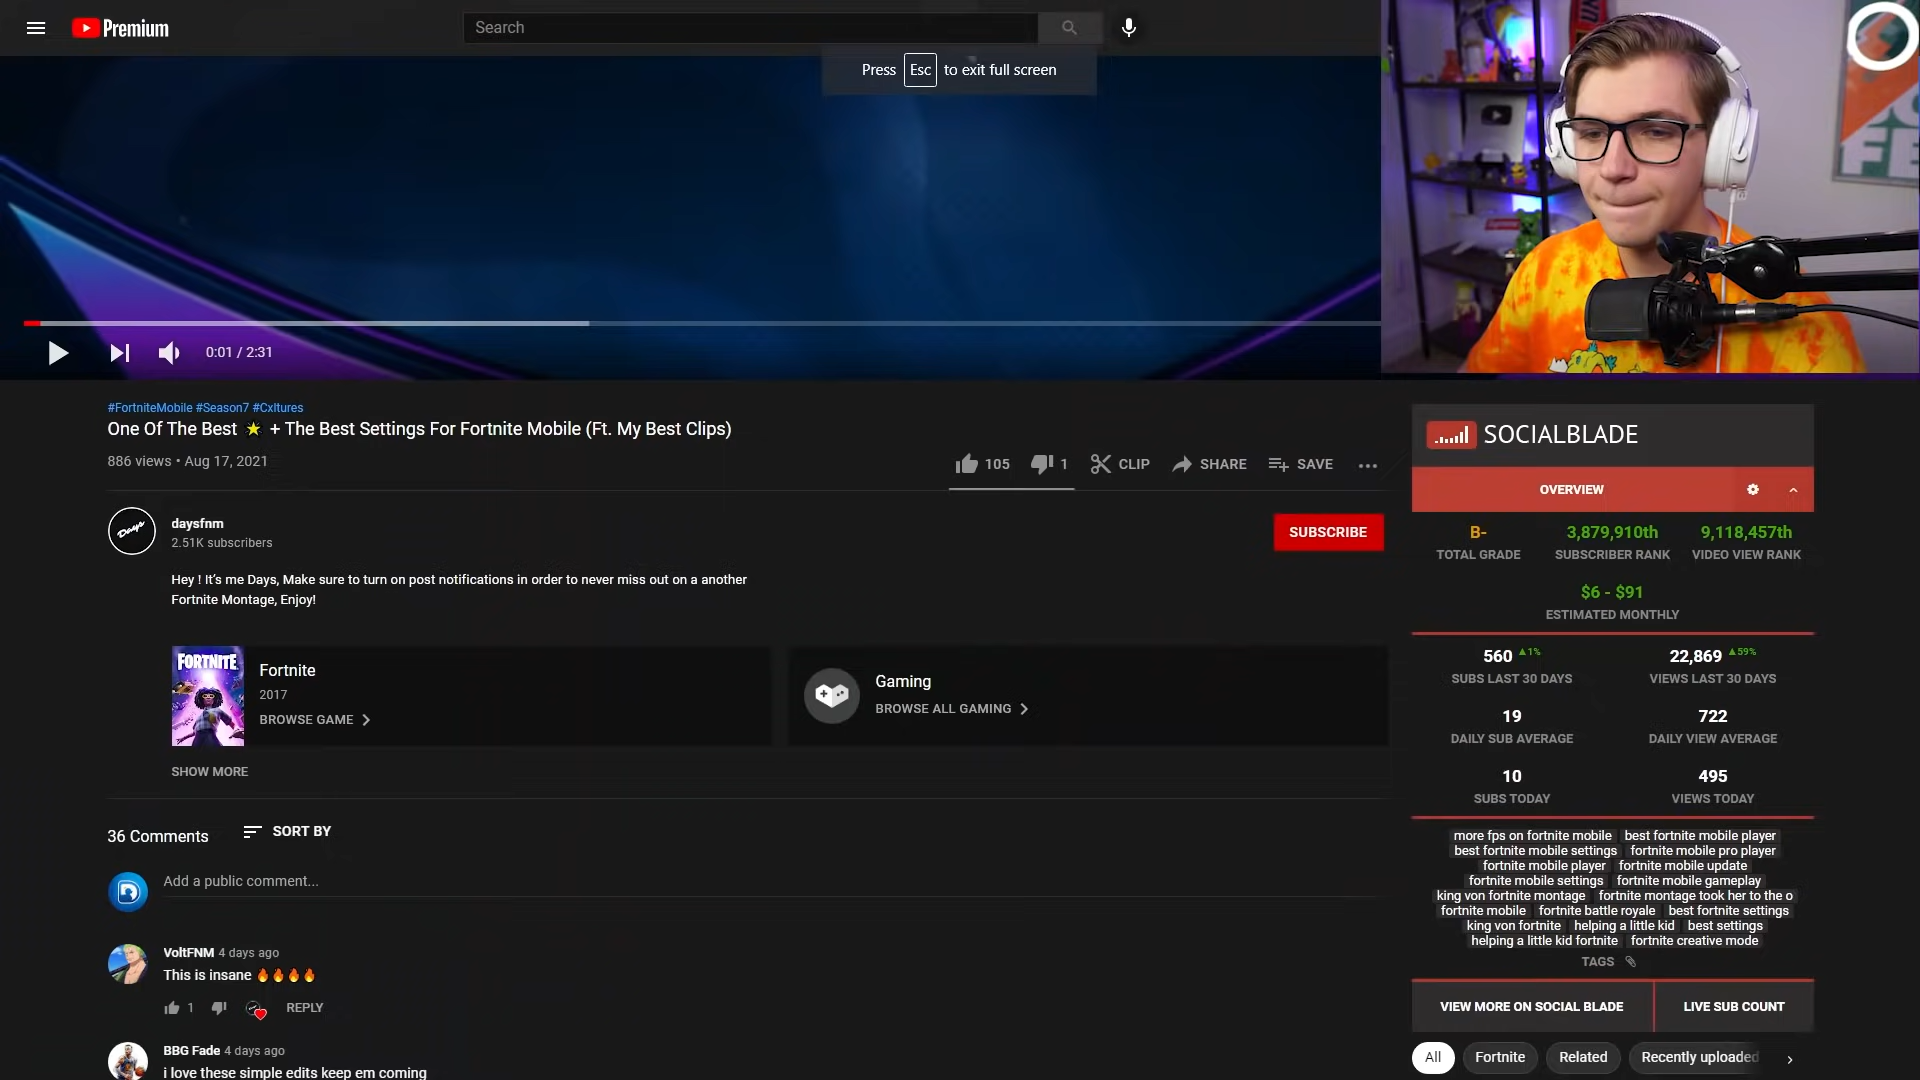 Premium
Search
Press Esc to exit full screen
0:01 / 2:31
#FortniteMobile #Season7 #Cxltures
One Of The Best 🌟 + The Best Settings For Fortnite Mobile (Ft. My Best Clips)
886 views • Aug 17, 2021
105
1
CLIP
SHARE
SAVE
Days
daysfnm
2.51K subscribers
SUBSCRIBE
Hey ! It's me Days, Make sure to turn on post notifications in order to never miss out on a another
Fortnite Montage, Enjoy!
FORTNITE
Fortnite
2017
BROWSE GAME
Gaming
BROWSE ALL GAMING
SHOW MORE
36 Comments
SORT BY
Add a public comment...
VoltFNM 4 days ago
This is insane 🔥🔥🔥🔥
1
REPLY
BBG Fade 4 days ago
i love these simple edits keep em coming
SOCIALBLADE
OVERVIEW
B-
TOTAL GRADE
3,879,910th
SUBSCRIBER RANK
9,118,457th
VIDEO VIEW RANK
$6 - $91
ESTIMATED MONTHLY
560 ▲1%
SUBS LAST 30 DAYS
22,869 ▲59%
VIEWS LAST 30 DAYS
19
DAILY SUB AVERAGE
722
DAILY VIEW AVERAGE
10
SUBS TODAY
495
VIEWS TODAY
more fps on fortnite mobile best fortnite mobile player
best fortnite mobile settings fortnite mobile pro player
fortnite mobile player fortnite mobile update
fortnite mobile settings fortnite mobile gameplay
king von fortnite montage fortnite montage took her to the o
fortnite mobile fortnite battle royale best fortnite settings
king von fortnite helping a little kid best settings
helping a little kid fortnite fortnite creative mode
TAGS
VIEW MORE ON SOCIAL BLADE
LIVE SUB COUNT
All
Fortnite
Related
Recently uploaded